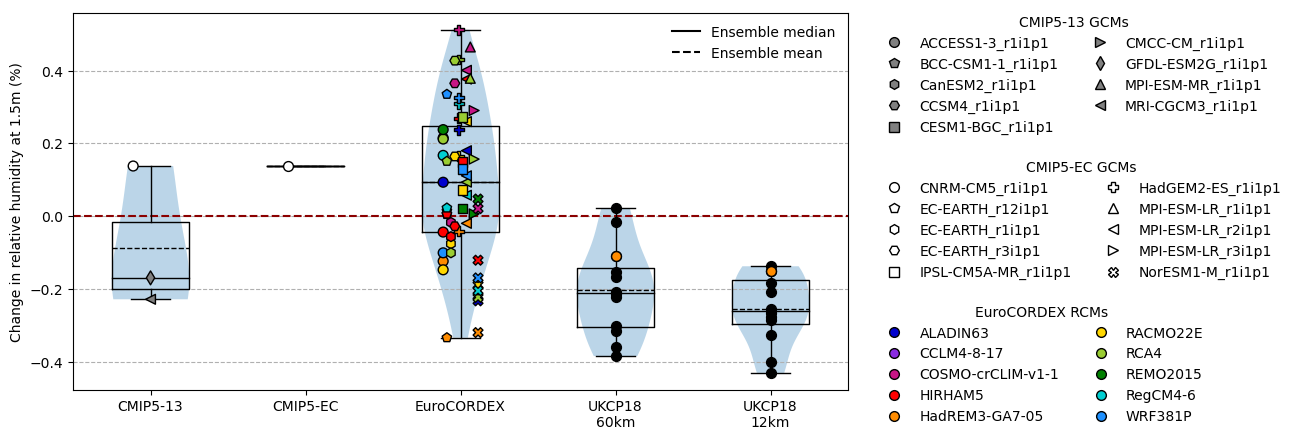 Change in relative humidity at 1.5m (%)
0.4
0.2
0.0
−0.2
−0.4
Ensemble median
Ensemble mean
CMIP5-13
CMIP5-EC
EuroCORDEX
UKCP18
60km
UKCP18
12km
CMIP5-13 GCMs
ACCESS1-3_r1i1p1
BCC-CSM1-1_r1i1p1
CanESM2_r1i1p1
CCSM4_r1i1p1
CESM1-BGC_r1i1p1
CMCC-CM_r1i1p1
GFDL-ESM2G_r1i1p1
MPI-ESM-MR_r1i1p1
MRI-CGCM3_r1i1p1
CMIP5-EC GCMs
CNRM-CM5_r1i1p1
EC-EARTH_r12i1p1
EC-EARTH_r1i1p1
EC-EARTH_r3i1p1
IPSL-CM5A-MR_r1i1p1
HadGEM2-ES_r1i1p1
MPI-ESM-LR_r1i1p1
MPI-ESM-LR_r2i1p1
MPI-ESM-LR_r3i1p1
NorESM1-M_r1i1p1
EuroCORDEX RCMs
ALADIN63
CCLM4-8-17
COSMO-crCLIM-v1-1
HIRHAM5
HadREM3-GA7-05
RACMO22E
RCA4
REMO2015
RegCM4-6
WRF381P